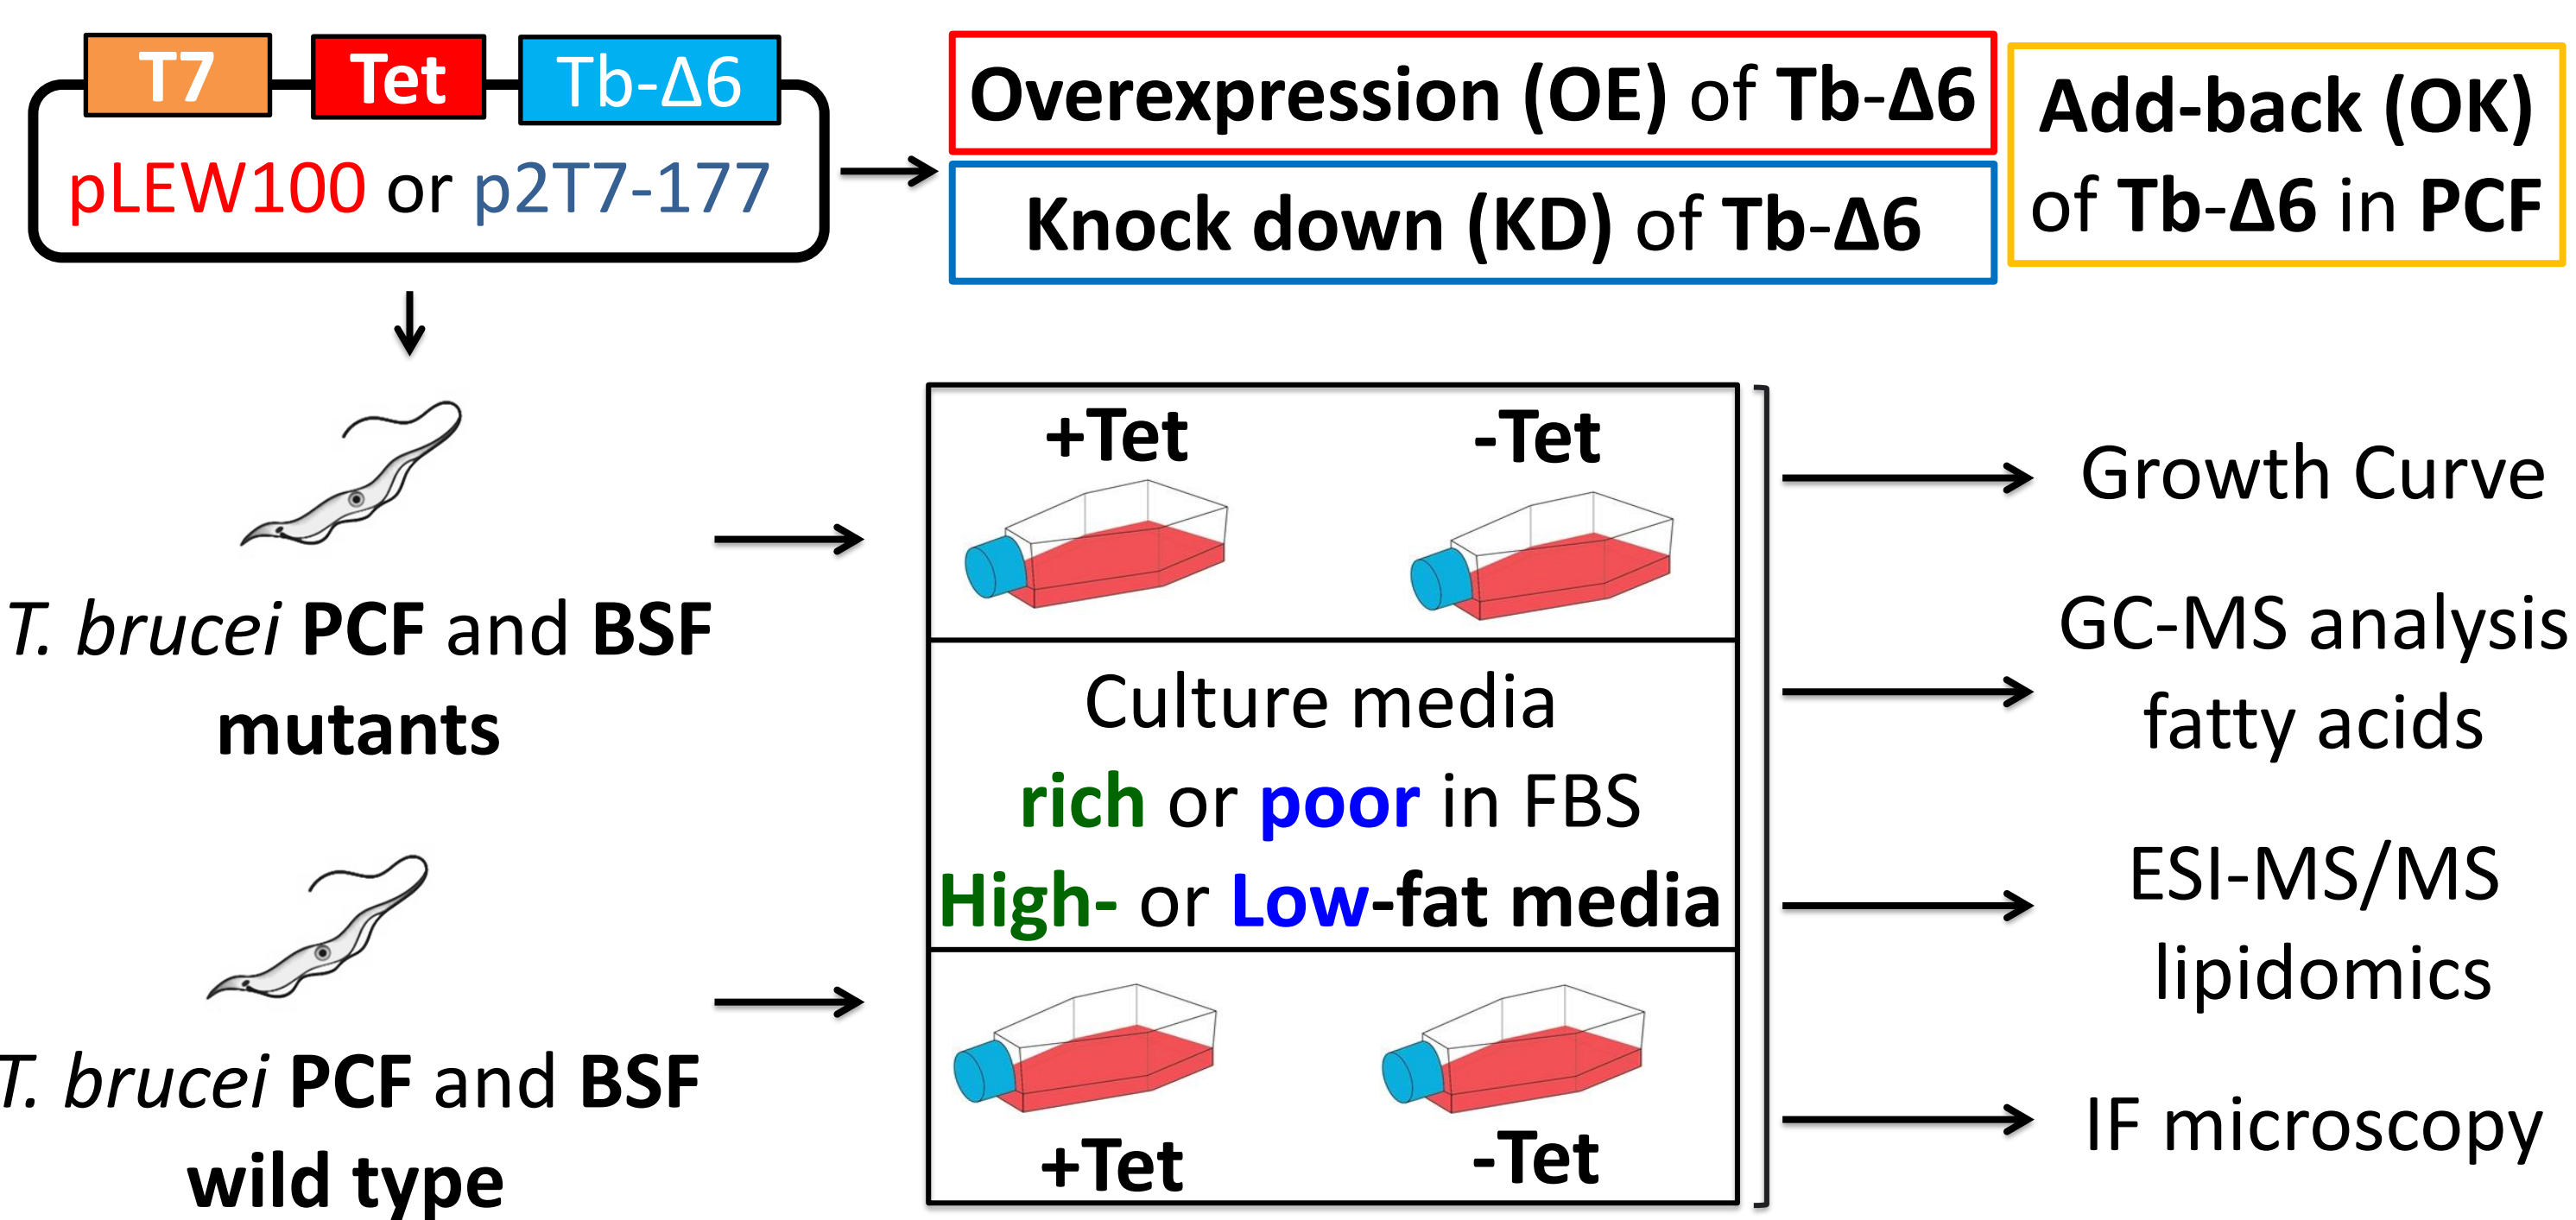 T7 Tet Tb-Δ6
pLEW100 or p2T7-177
Overexpression (OE) of Tb-Δ6
Knock down (KD) of Tb-Δ6
Add-back (OK)
of Tb-Δ6 in PCF
T. brucei PCF and BSF
mutants
T. brucei PCF and BSF
wild type
+Tet -Tet
Culture media
rich or poor in FBS
High- or Low-fat media
+Tet -Tet
Growth Curve
GC-MS analysis
fatty acids
ESI-MS/MS
lipidomics
IF microscopy